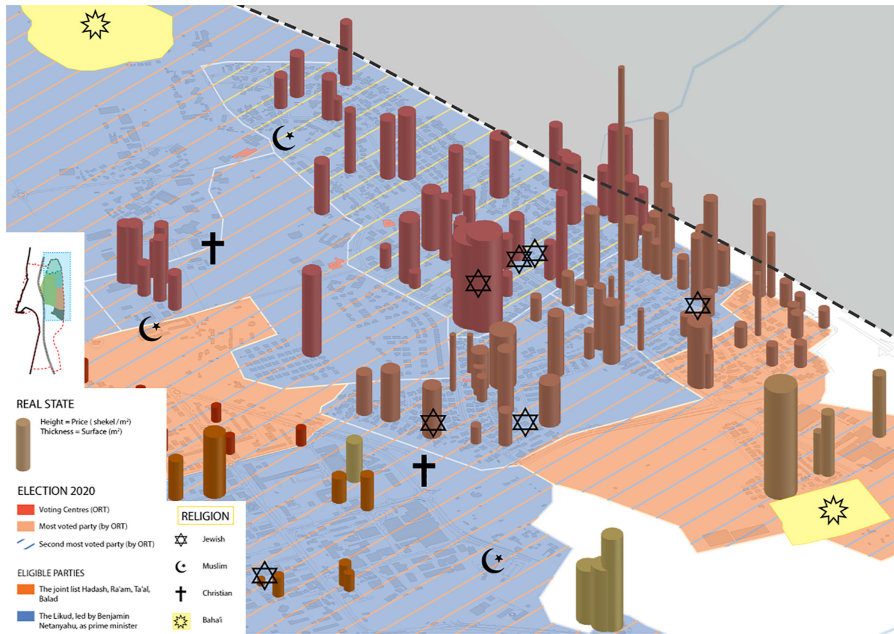 REAL STATE
Height = Price ( shekel / m²)
Thickness = Surface (m²)
ELECTION 2020
Voting Centres (ORT)
Most voted party (by ORT)
Second most voted party (by ORT)
ELIGIBLE PARTIES
The joint list Hadash, Ra'am, Ta'al,
Balad
The Likud, led by Benjamin
Netanyahu, as prime minister
RELIGION
Jewish
Muslim
Christian
Baha'i